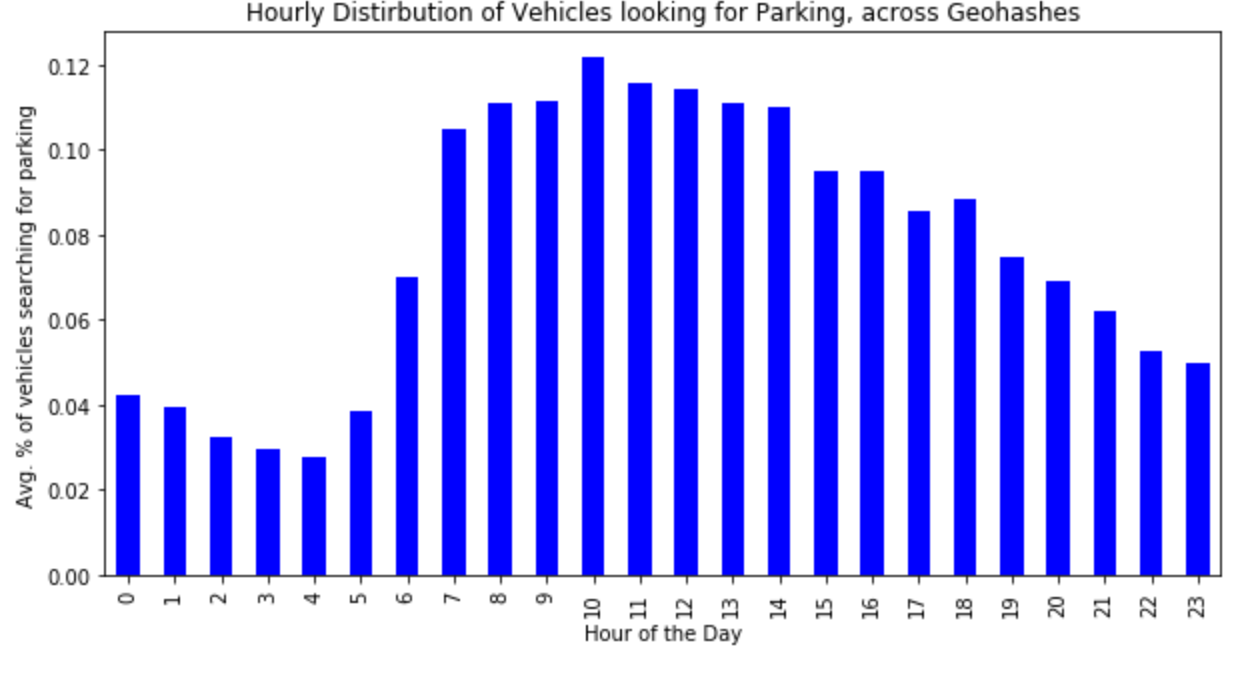 Hourly Distirbution of Vehicles looking for Parking, across Geohashes
Avg. % of vehicles searching for parking
0.12
0.10
0.08
0.06
0.04
0.02
0.00
0 1 2 3 4 5 6 7 8 9 10 11 12 13 14 15 16 17 18 19 20 21 22 23
Hour of the Day